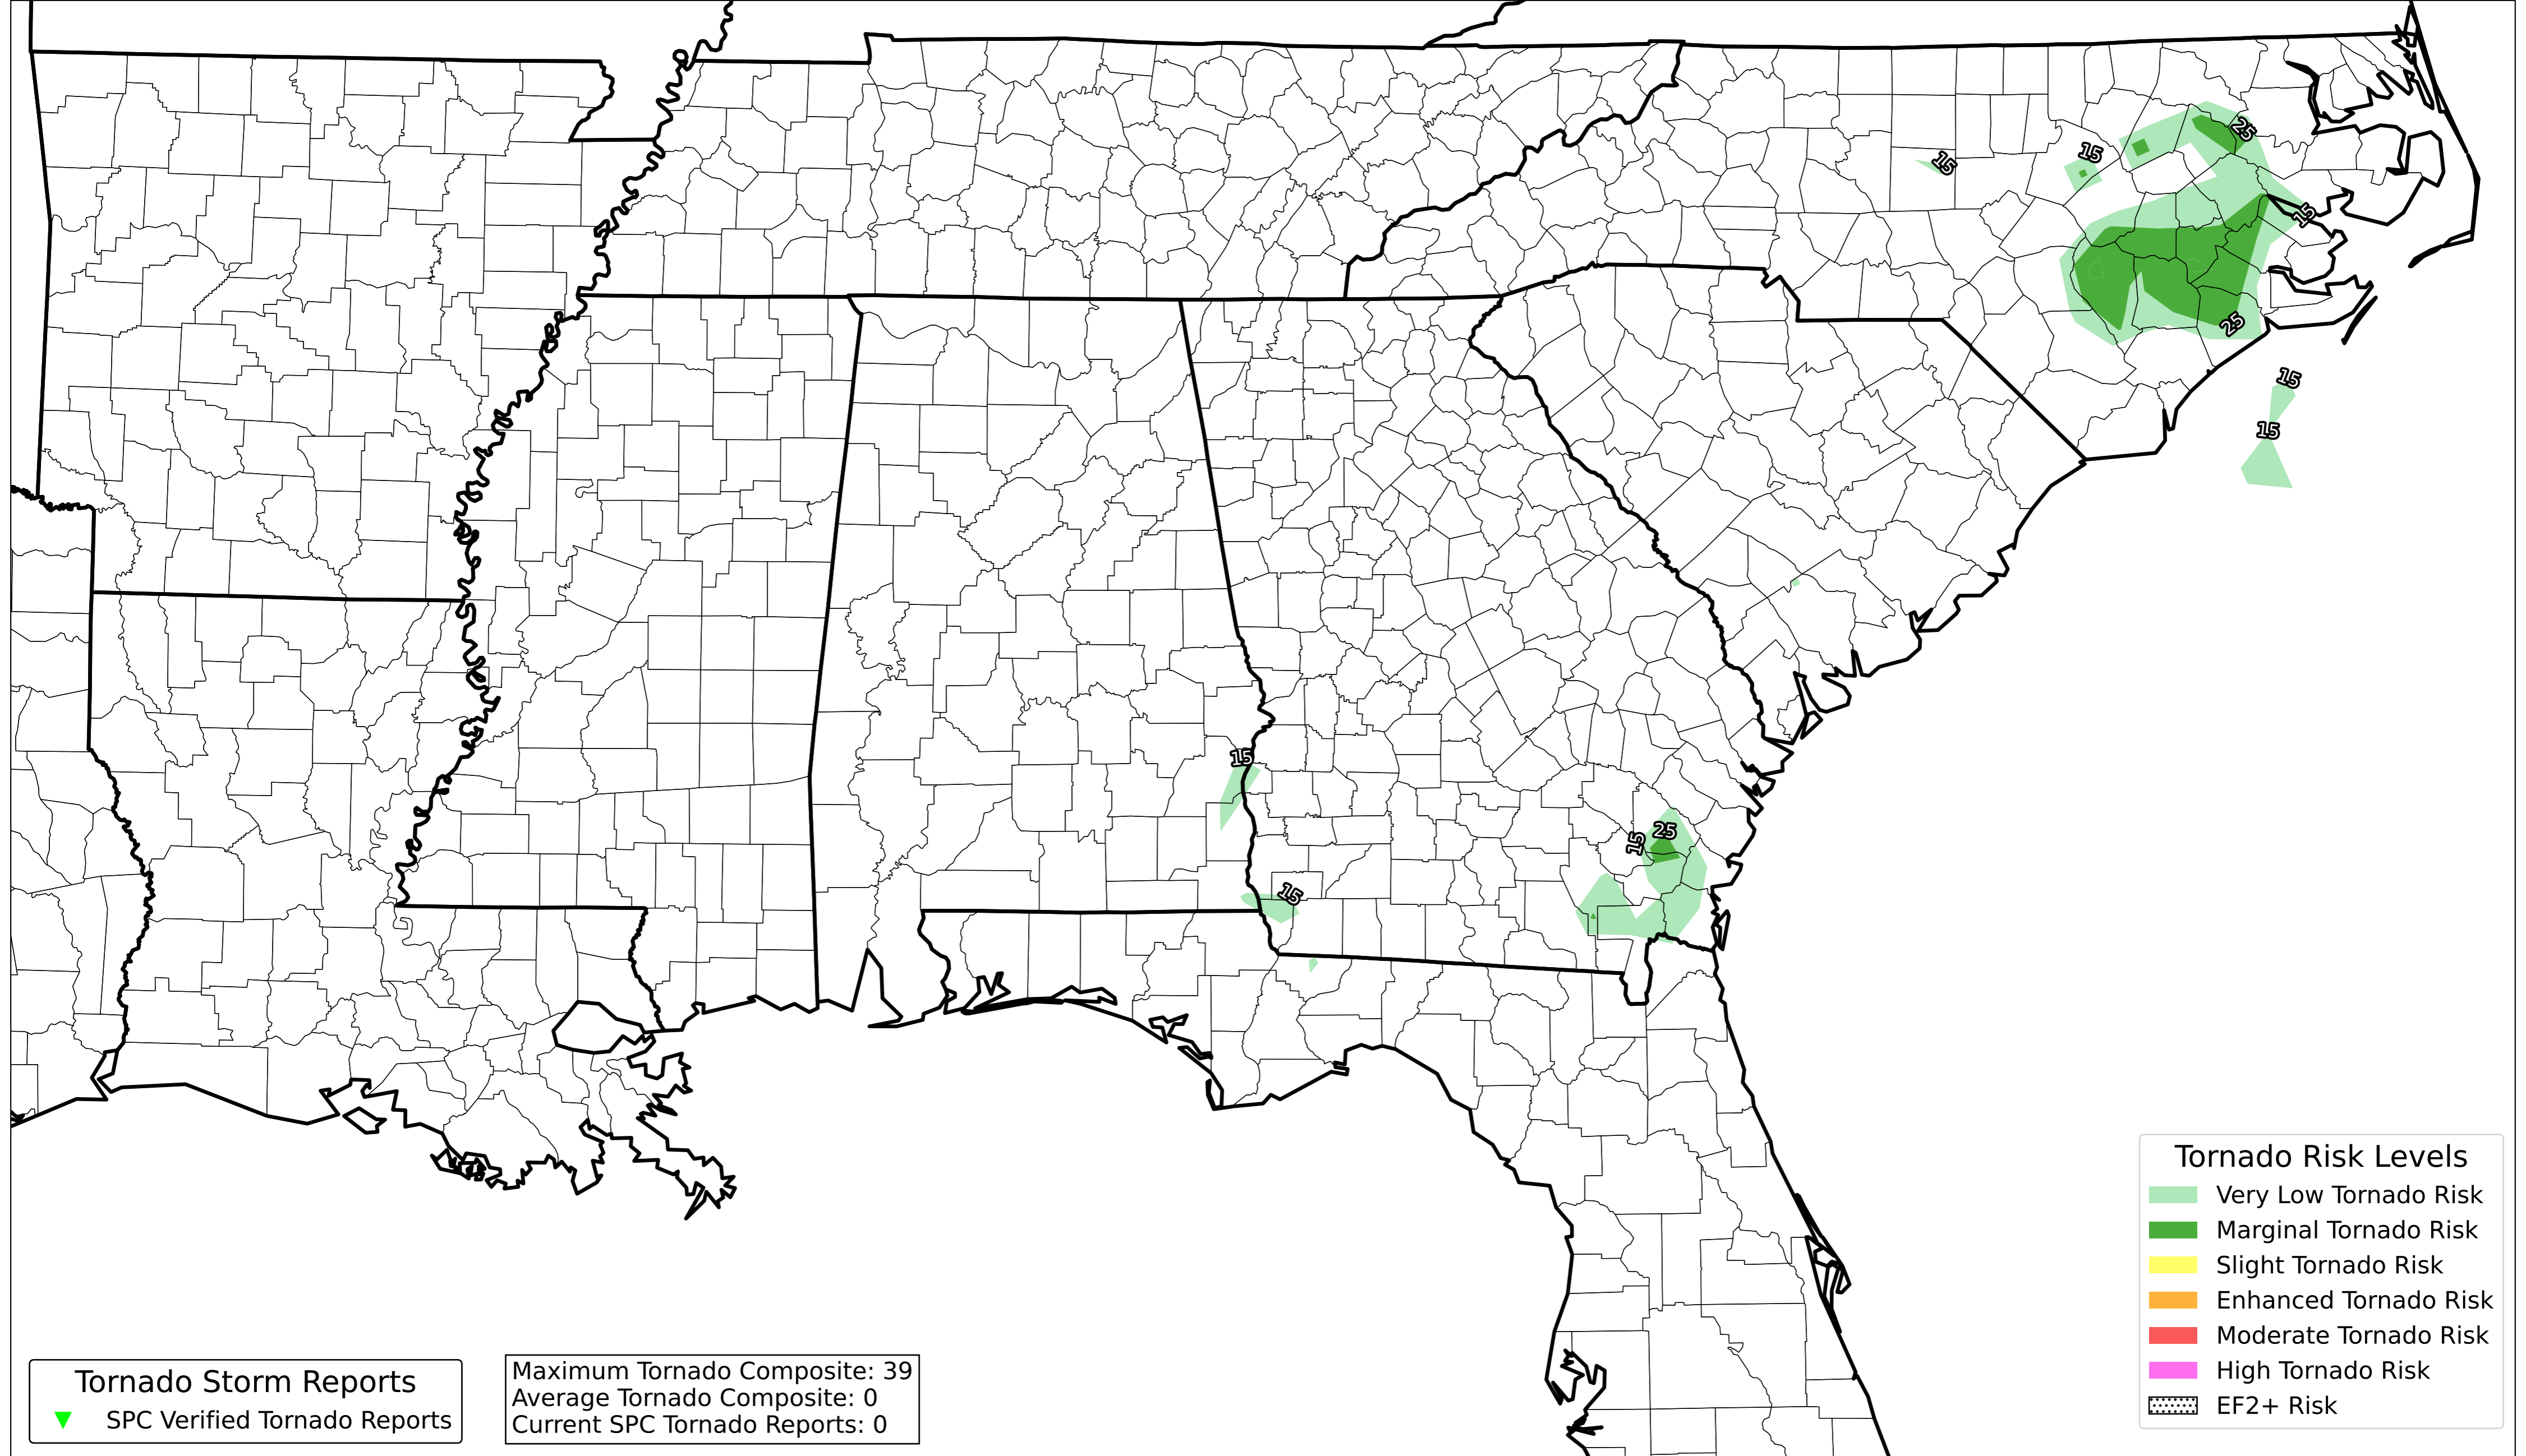 25
15
15
15
25
15
15
15
25
15
15
Tornado Risk Levels
Very Low Tornado Risk
Marginal Tornado Risk
Slight Tornado Risk
Enhanced Tornado Risk
Moderate Tornado Risk
High Tornado Risk
EF2+ Risk
Tornado Storm Reports
SPC Verified Tornado Reports
Maximum Tornado Composite: 39
Average Tornado Composite: 0
Current SPC Tornado Reports: 0